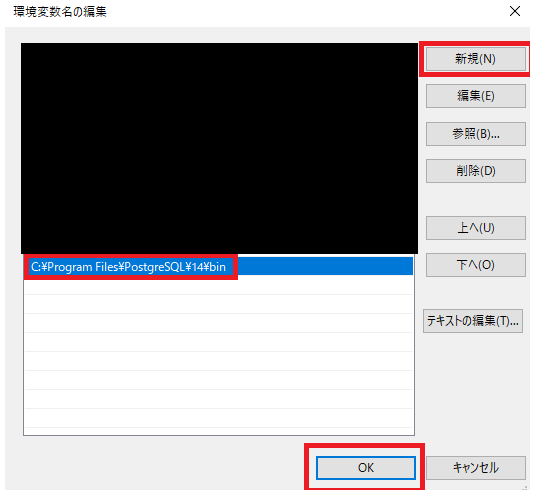 環境変数名の編集
新規(N)
編集(E)
参照(B)...
削除(D)
上へ(U)
C:¥Program Files¥PostgreSQL¥14¥bin
下へ(O)
テキストの編集(T)...
OK
キャンセル